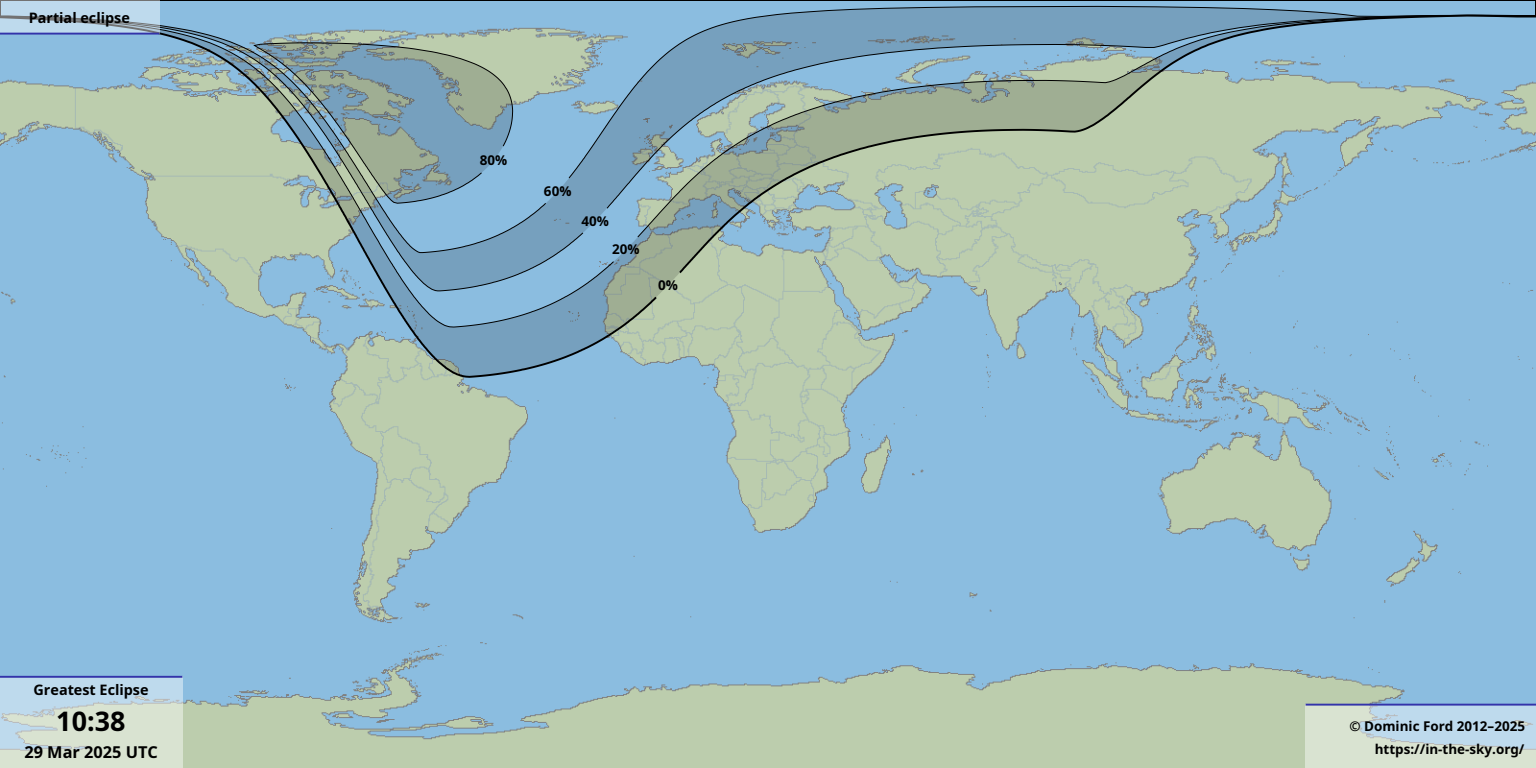 Partial eclipse
80%
60%
40%
20%
0%
Greatest Eclipse
10:38
29 Mar 2025 UTC
© Dominic Ford 2012–2025
https://in-the-sky.org/